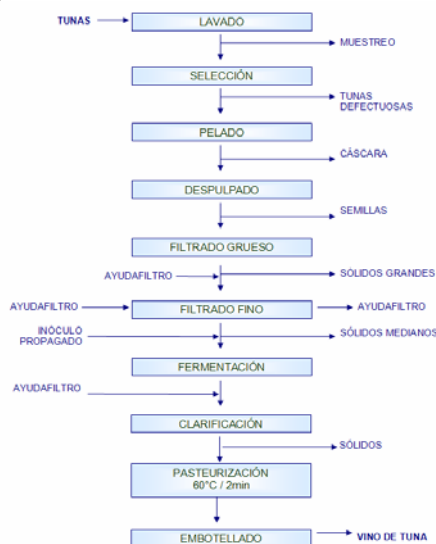 TUNAS
LAVADO
MUESTREO
SELECCIÓN
TUNAS
DEFECTUOSAS
PELADO
CÁSCARA
DESPULPADO
SEMILLAS
FILTRADO GRUESO
AYUDAFILTRO
SÓLIDOS GRANDES
AYUDAFILTRO
FILTRADO FINO
AYUDAFILTRO
INÓCULO
PROPAGADO
SÓLIDOS MEDIANOS
FERMENTACIÓN
AYUDAFILTRO
CLARIFICACIÓN
SÓLIDOS
PASTEURIZACIÓN
60°C / 2min
EMBOTELLADO
VINO DE TUNA